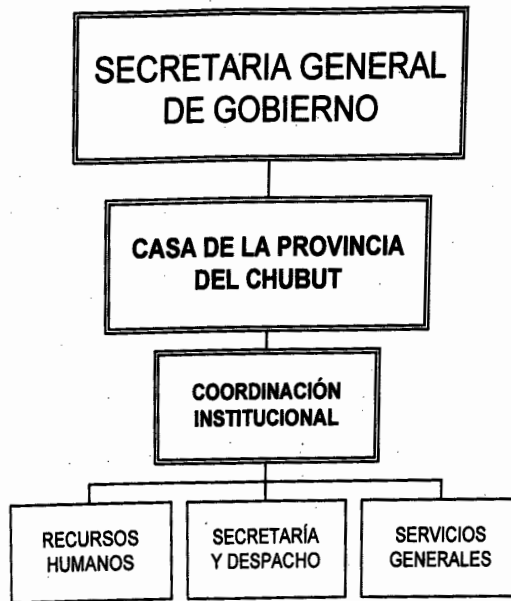 SECRETARIA GENERAL
DE GOBIERNO
CASA DE LA PROVINCIA
DEL CHUBUT
COORDINACIÓN
INSTITUCIONAL
RECURSOS
HUMANOS
SECRETARÍA
Y DESPACHO
SERVICIOS
GENERALES